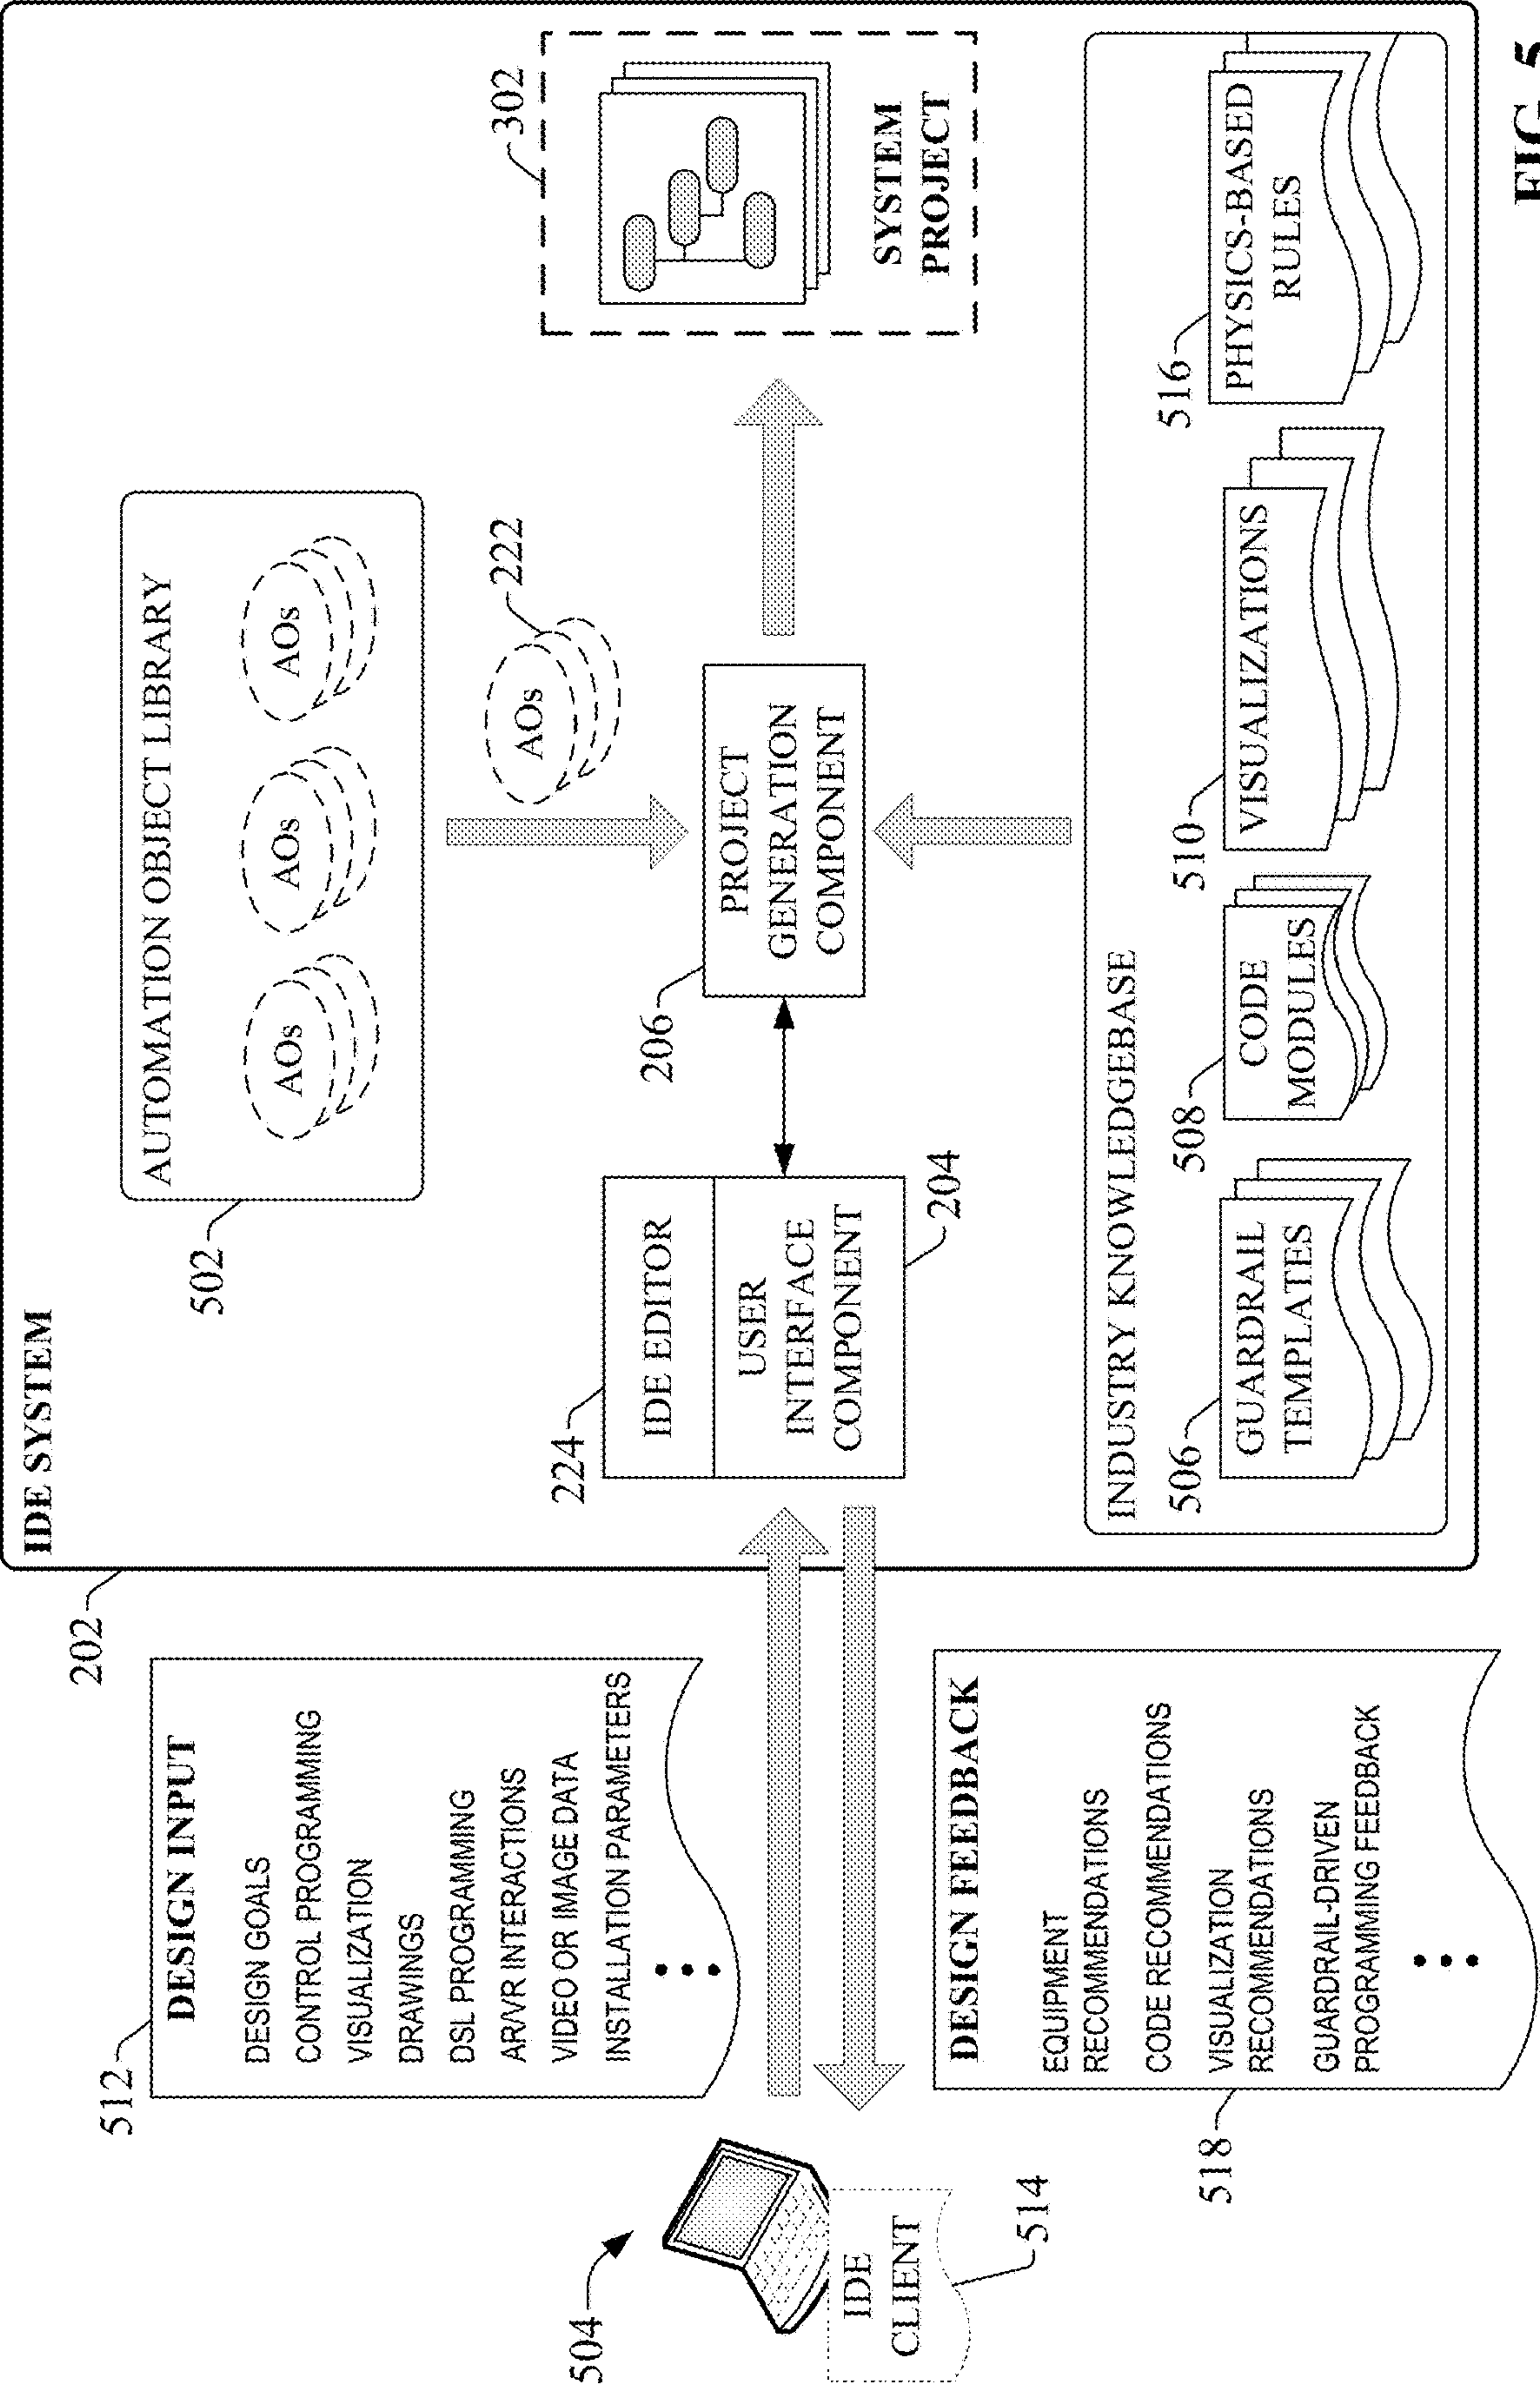 IDE SYSTEM
202
AUTOMATION OBJECT LIBRARY
AOs
AOs
AOs
502
AOs
222
302
SYSTEM
PROJECT
224
IDE EDITOR
USER
INTERFACE
COMPONENT
204
206
PROJECT
GENERATION
COMPONENT
INDUSTRY KNOWLEDGEBASE
506
GUARDRAIL
TEMPLATES
508
CODE
MODULES
510
VISUALIZATIONS
516
PHYSICS-BASED
RULES
512
DESIGN INPUT
DESIGN GOALS
CONTROL PROGRAMMING
VISUALIZATION
DRAWINGS
DSL PROGRAMMING
AR/VR INTERACTIONS
VIDEO OR IMAGE DATA
INSTALLATION PARAMETERS
504
IDE
CLIENT
514
DESIGN FEEDBACK
EQUIPMENT
RECOMMENDATIONS
CODE RECOMMENDATIONS
VISUALIZATION
RECOMMENDATIONS
GUARDRAIL-DRIVEN
PROGRAMMING FEEDBACK
518
FIG. 5